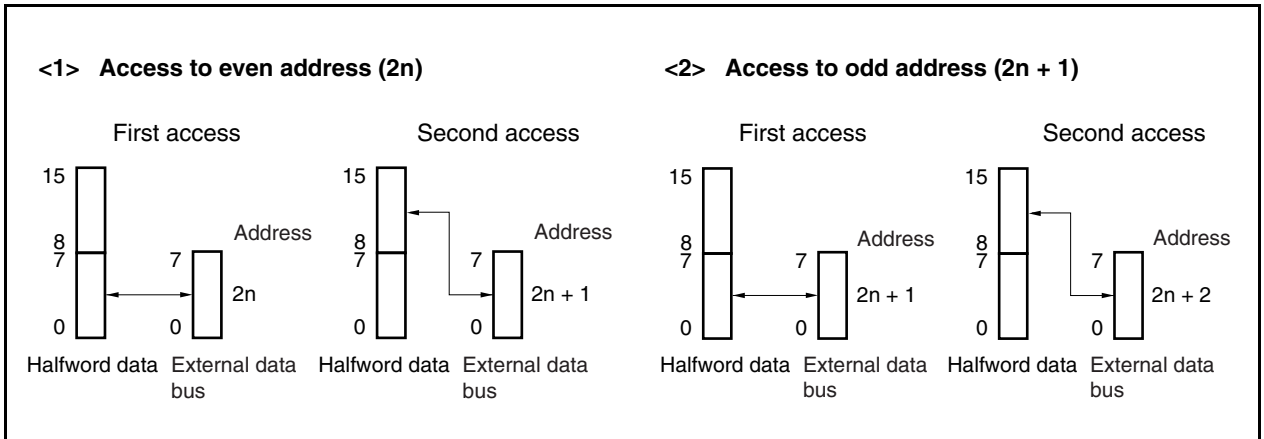 <1> Access to even address (2n)
First access
15
8
7
0
Halfword data
7
0
External data
bus
Address
2n
Second access
15
8
7
0
Halfword data
7
0
External data
bus
Address
2n + 1
<2> Access to odd address (2n + 1)
First access
15
8
7
0
Halfword data
7
0
External data
bus
Address
2n + 1
Second access
15
8
7
0
Halfword data
7
0
External data
bus
Address
2n + 2